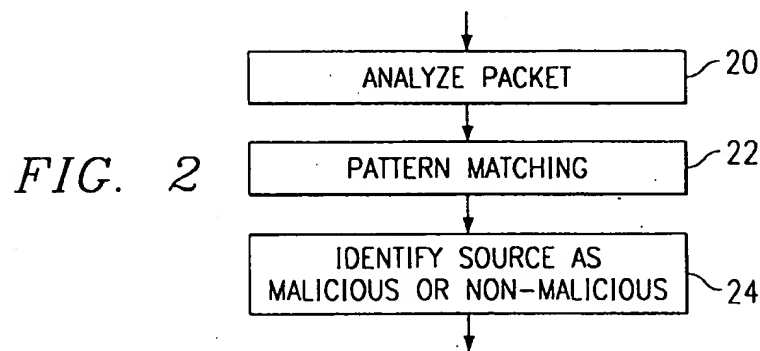 ANALYZE PACKET
20
PATTERN MATCHING
22
FIG. 2
IDENTIFY SOURCE AS
MALICIOUS OR NON-MALICIOUS
24